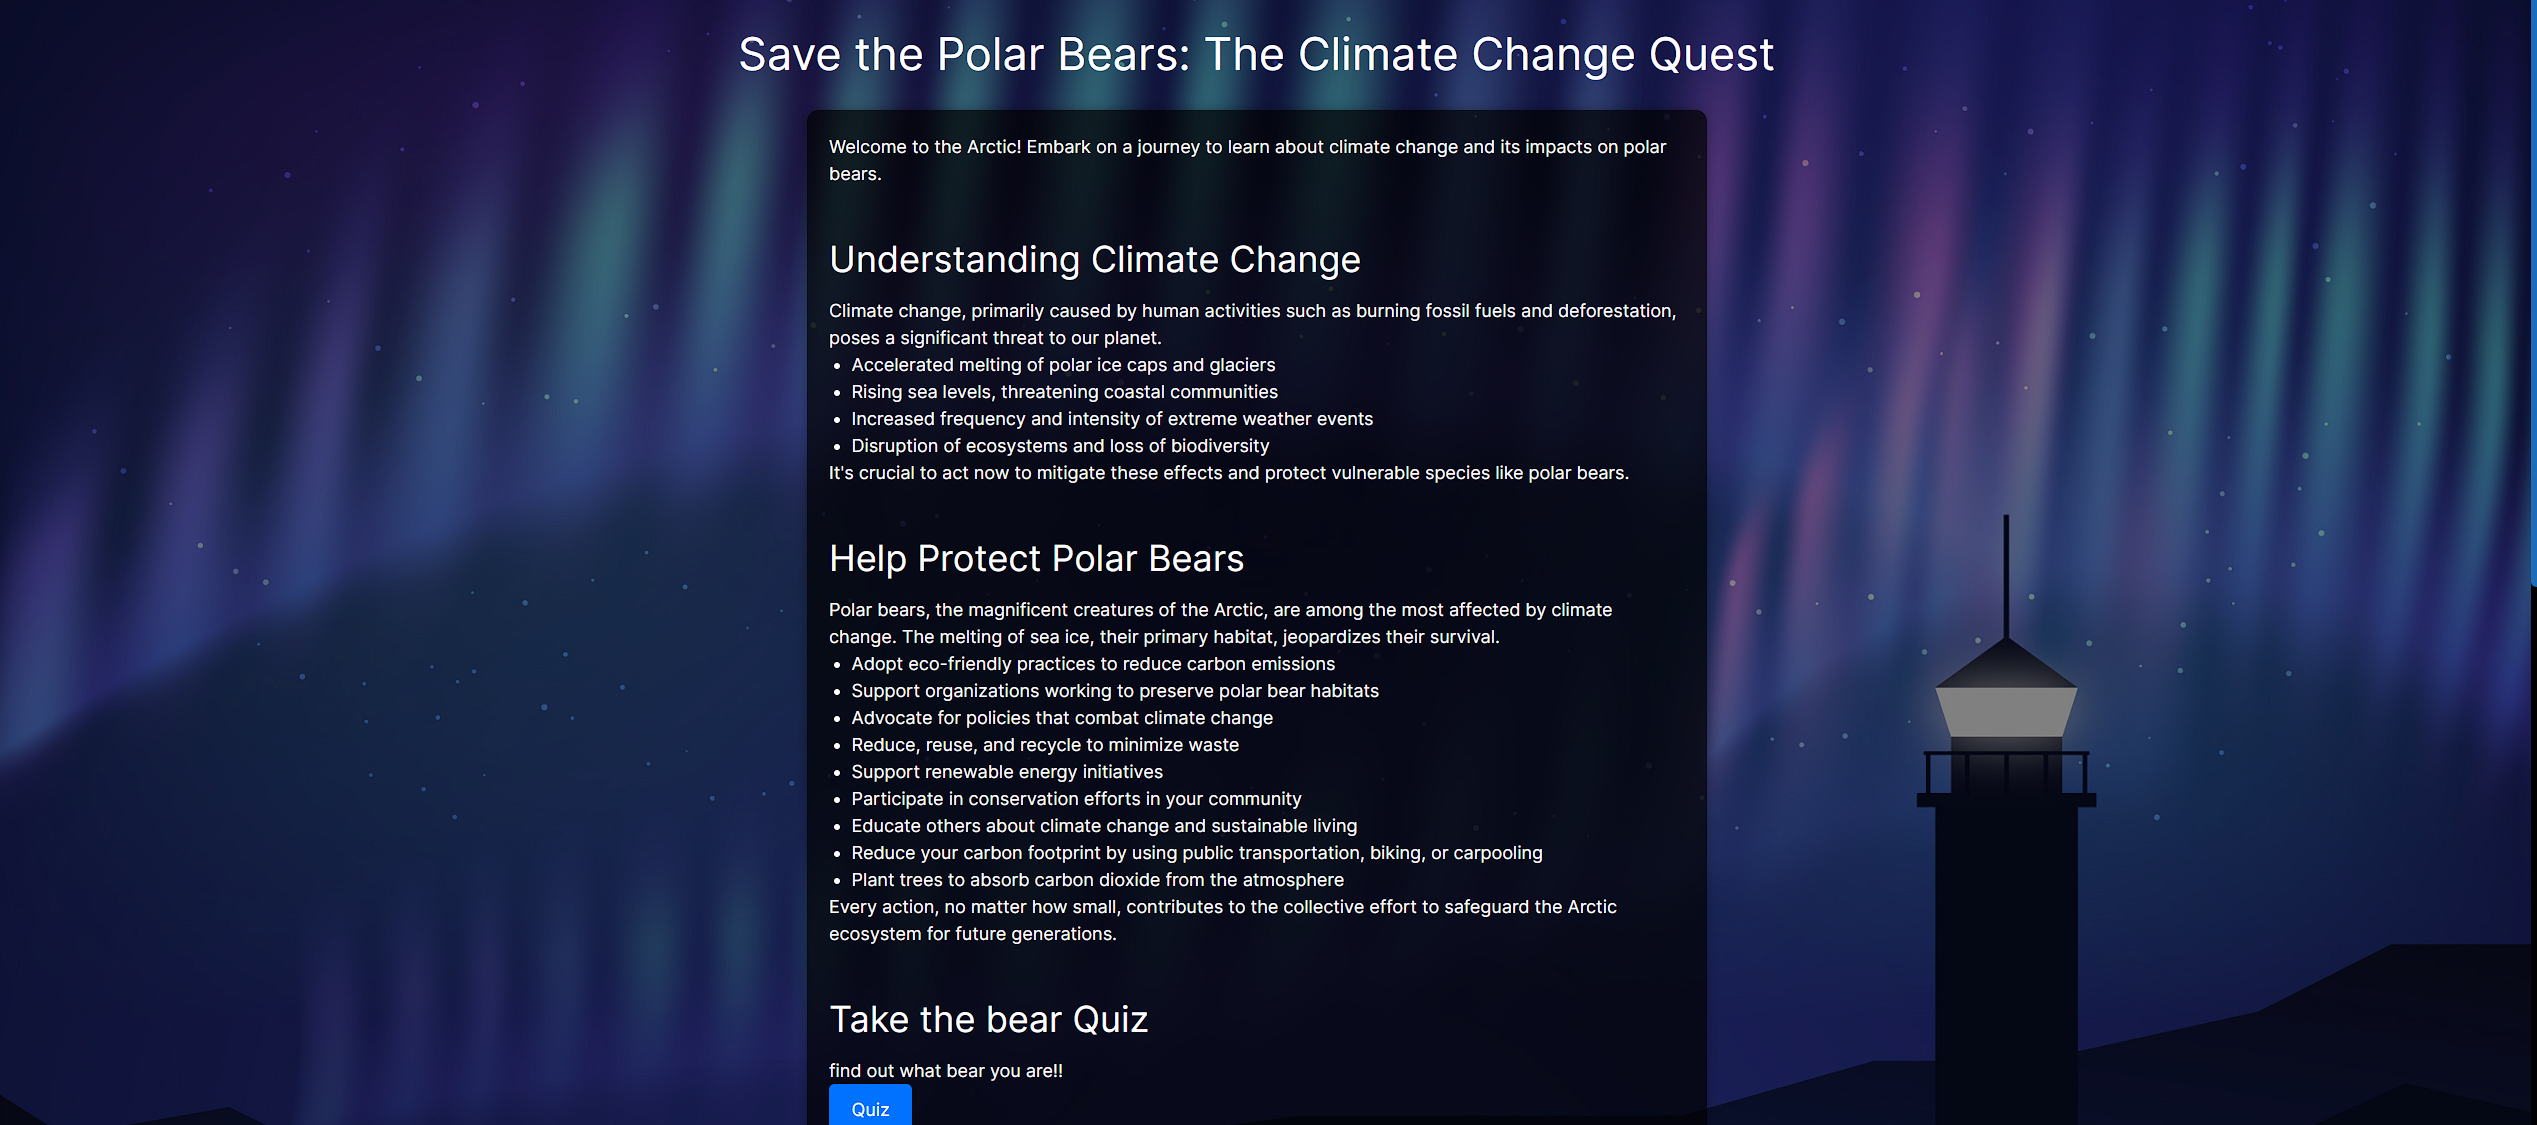 Save the Polar Bears: The Climate Change Quest
Welcome to the Arctic! Embark on a journey to learn about climate change and its impacts on polar
bears.
Understanding Climate Change
Climate change, primarily caused by human activities such as burning fossil fuels and deforestation,
poses a significant threat to our planet.
• Accelerated melting of polar ice caps and glaciers
• Rising sea levels, threatening coastal communities
• Increased frequency and intensity of extreme weather events
• Disruption of ecosystems and loss of biodiversity
It's crucial to act now to mitigate these effects and protect vulnerable species like polar bears.
Help Protect Polar Bears
Polar bears, the magnificent creatures of the Arctic, are among the most affected by climate
change. The melting of sea ice, their primary habitat, jeopardizes their survival.
• Adopt eco-friendly practices to reduce carbon emissions
• Support organizations working to preserve polar bear habitats
• Advocate for policies that combat climate change
• Reduce, reuse, and recycle to minimize waste
• Support renewable energy initiatives
• Participate in conservation efforts in your community
• Educate others about climate change and sustainable living
• Reduce your carbon footprint by using public transportation, biking, or carpooling
• Plant trees to absorb carbon dioxide from the atmosphere
Every action, no matter how small, contributes to the collective effort to safeguard the Arctic
ecosystem for future generations.
Take the bear Quiz
find out what bear you are!!
Quiz